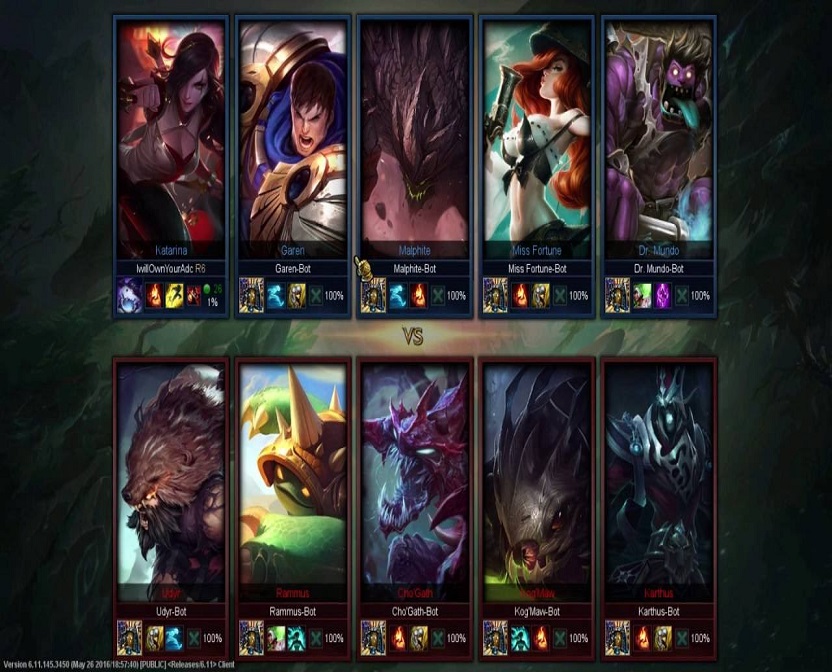 Katarina
IwillOwnYourAdc R6
26
1%
Garen
Garen-Bot
100%
Malphite
Malphite-Bot
100%
Miss Fortune
Miss Fortune-Bot
100%
Dr. Mundo
Dr. Mundo-Bot
100%
VS
Udyr
Udyr-Bot
100%
Rammus
Rammus-Bot
100%
Cho'Gath
Cho'Gath-Bot
100%
Kog'Maw
Kog'Maw-Bot
100%
Karthus
Karthus-Bot
100%
Version 6.11.145.3450 (May 26 2016/18:57:40) [PUBLIC] <Releases/6.11> Client